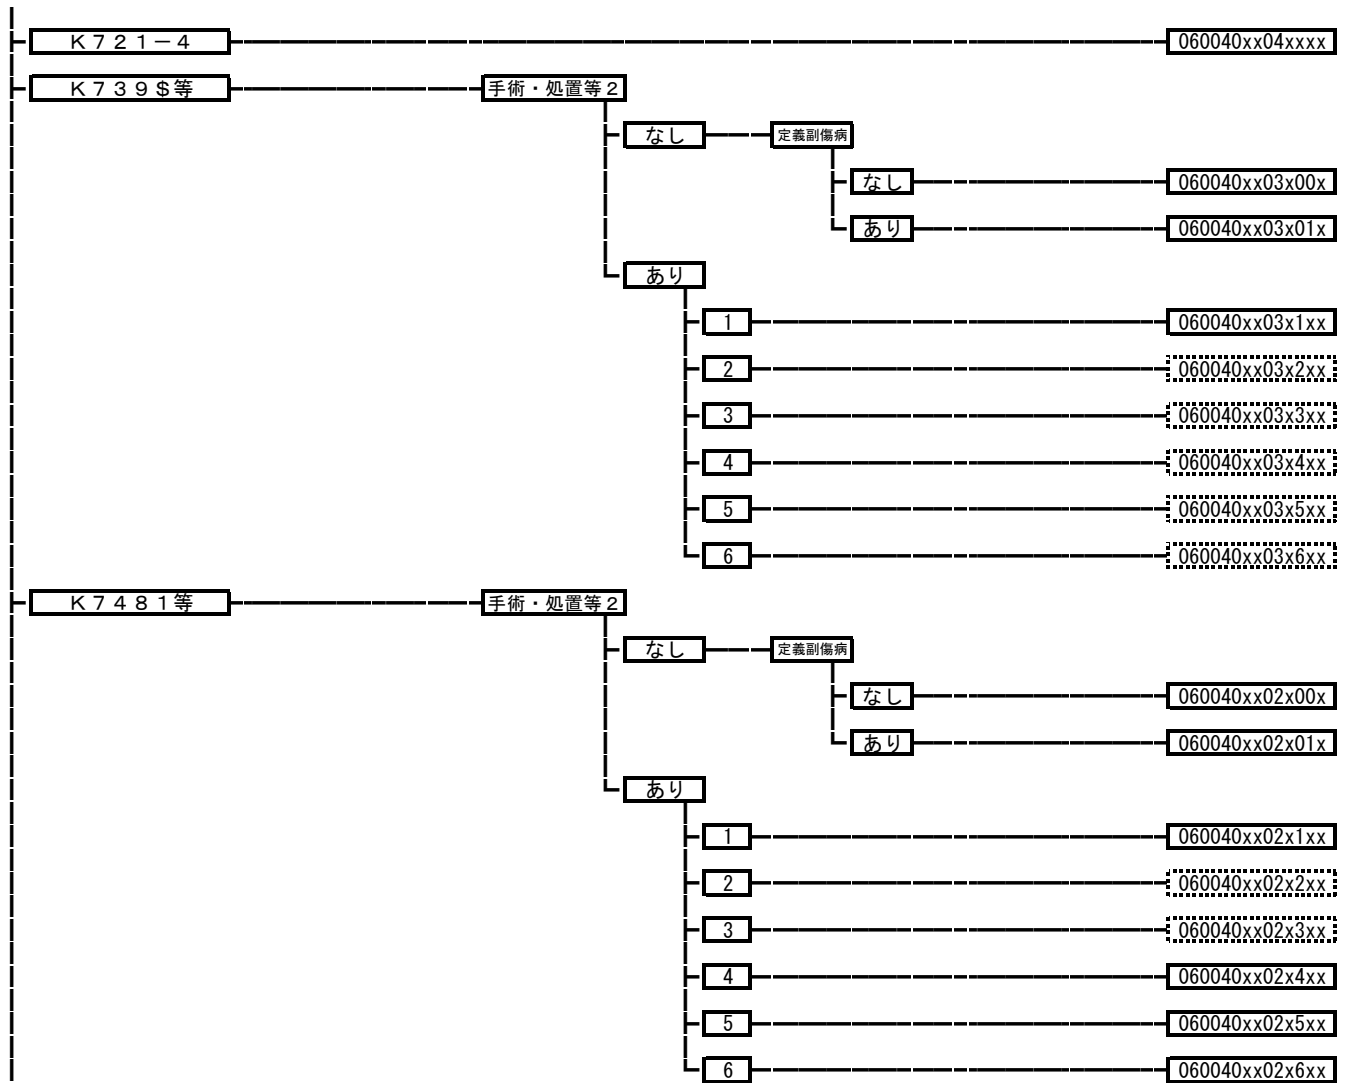 K721-4 060040xx04xxxx
K739$等 手術・処置等2
なし 定義副傷病
なし 060040xx03x00x
あり 060040xx03x01x
あり
1 060040xx03x1xx
2 060040xx03x2xx
3 060040xx03x3xx
4 060040xx03x4xx
5 060040xx03x5xx
6 060040xx03x6xx
K7481等 手術・処置等2
なし 定義副傷病
なし 060040xx02x00x
あり 060040xx02x01x
あり
1 060040xx02x1xx
2 060040xx02x2xx
3 060040xx02x3xx
4 060040xx02x4xx
5 060040xx02x5xx
6 060040xx02x6xx